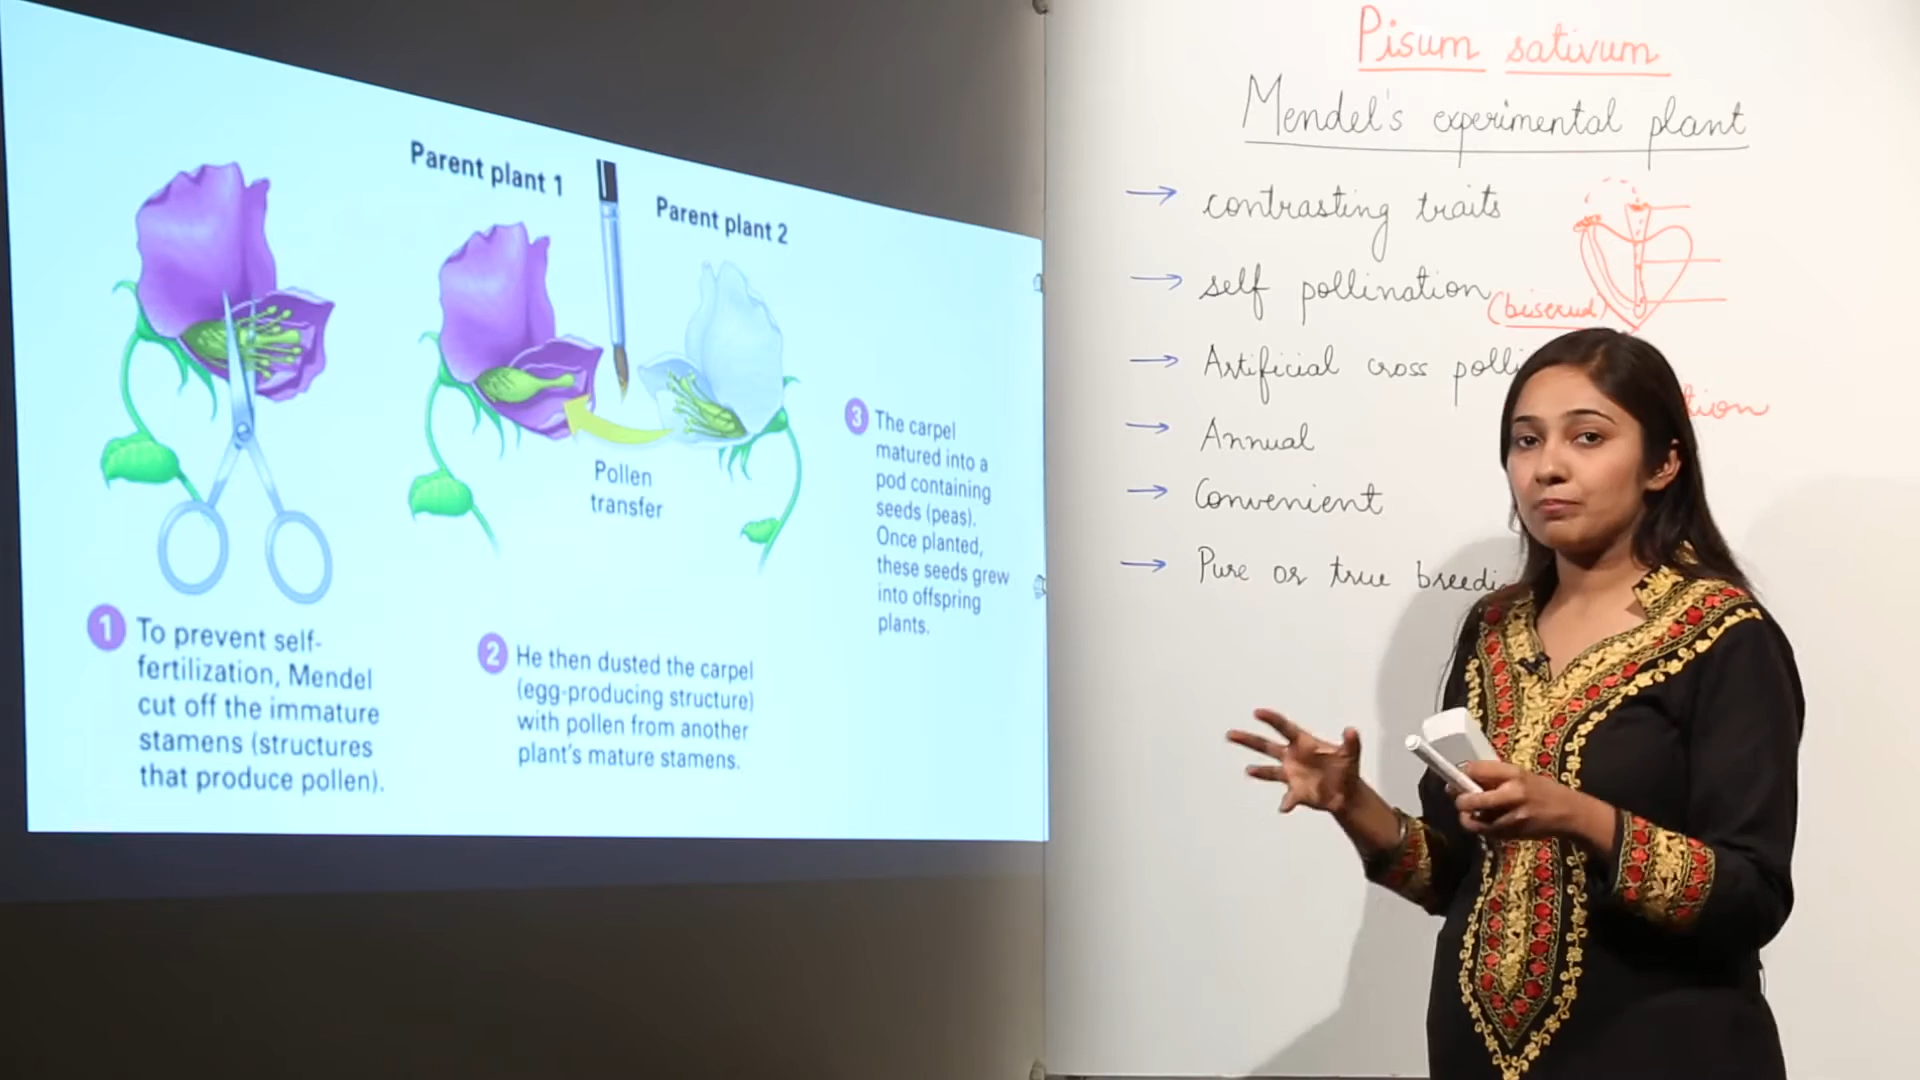 Parent plant 1
Parent plant 2
Pollen
transfer
1 To prevent self-
fertilization, Mendel
cut off the immature
stamens (structures
that produce pollen).
2 He then dusted the carpel
(egg-producing structure)
with pollen from another
plant's mature stamens.
3 The carpel
matured into a
pod containing
seeds (peas).
Once planted,
these seeds grew
into offspring
plants.
Pisum sativum
Mendel's experimental plant
→ contrasting traits
→ self pollination
(bisexual)
→ Artificial cross polli
tion
→ Annual
→ Convenient
→ Pure or true breedi